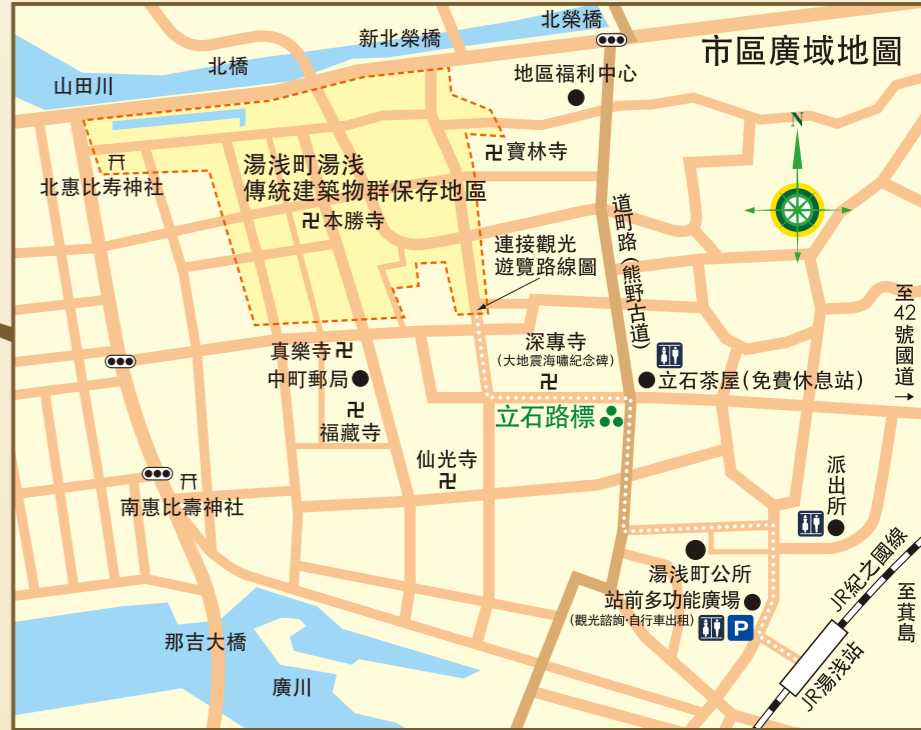 市區廣域地圖
北榮橋
新北榮橋
北橋
山田川
地區福利中心
N
卍寶林寺
北惠比寿神社
湯浅町湯浅
傳統建築物群保存地區
卍本勝寺
道町路(熊野古道)
連接觀光
遊覽路線圖
至42號國道→
深專寺
(大地震海嘯紀念碑)
卍
真樂寺卍
中町郵局
立石茶屋(免費休息站)
卍
福藏寺
立石路標
仙光寺
卍
派出所
南惠比壽神社
湯浅町公所
站前多功能廣場
(觀光諮詢·自行車出租)
P
JR紀之國線
至箕島
JR湯浅站
那吉大橋
廣川